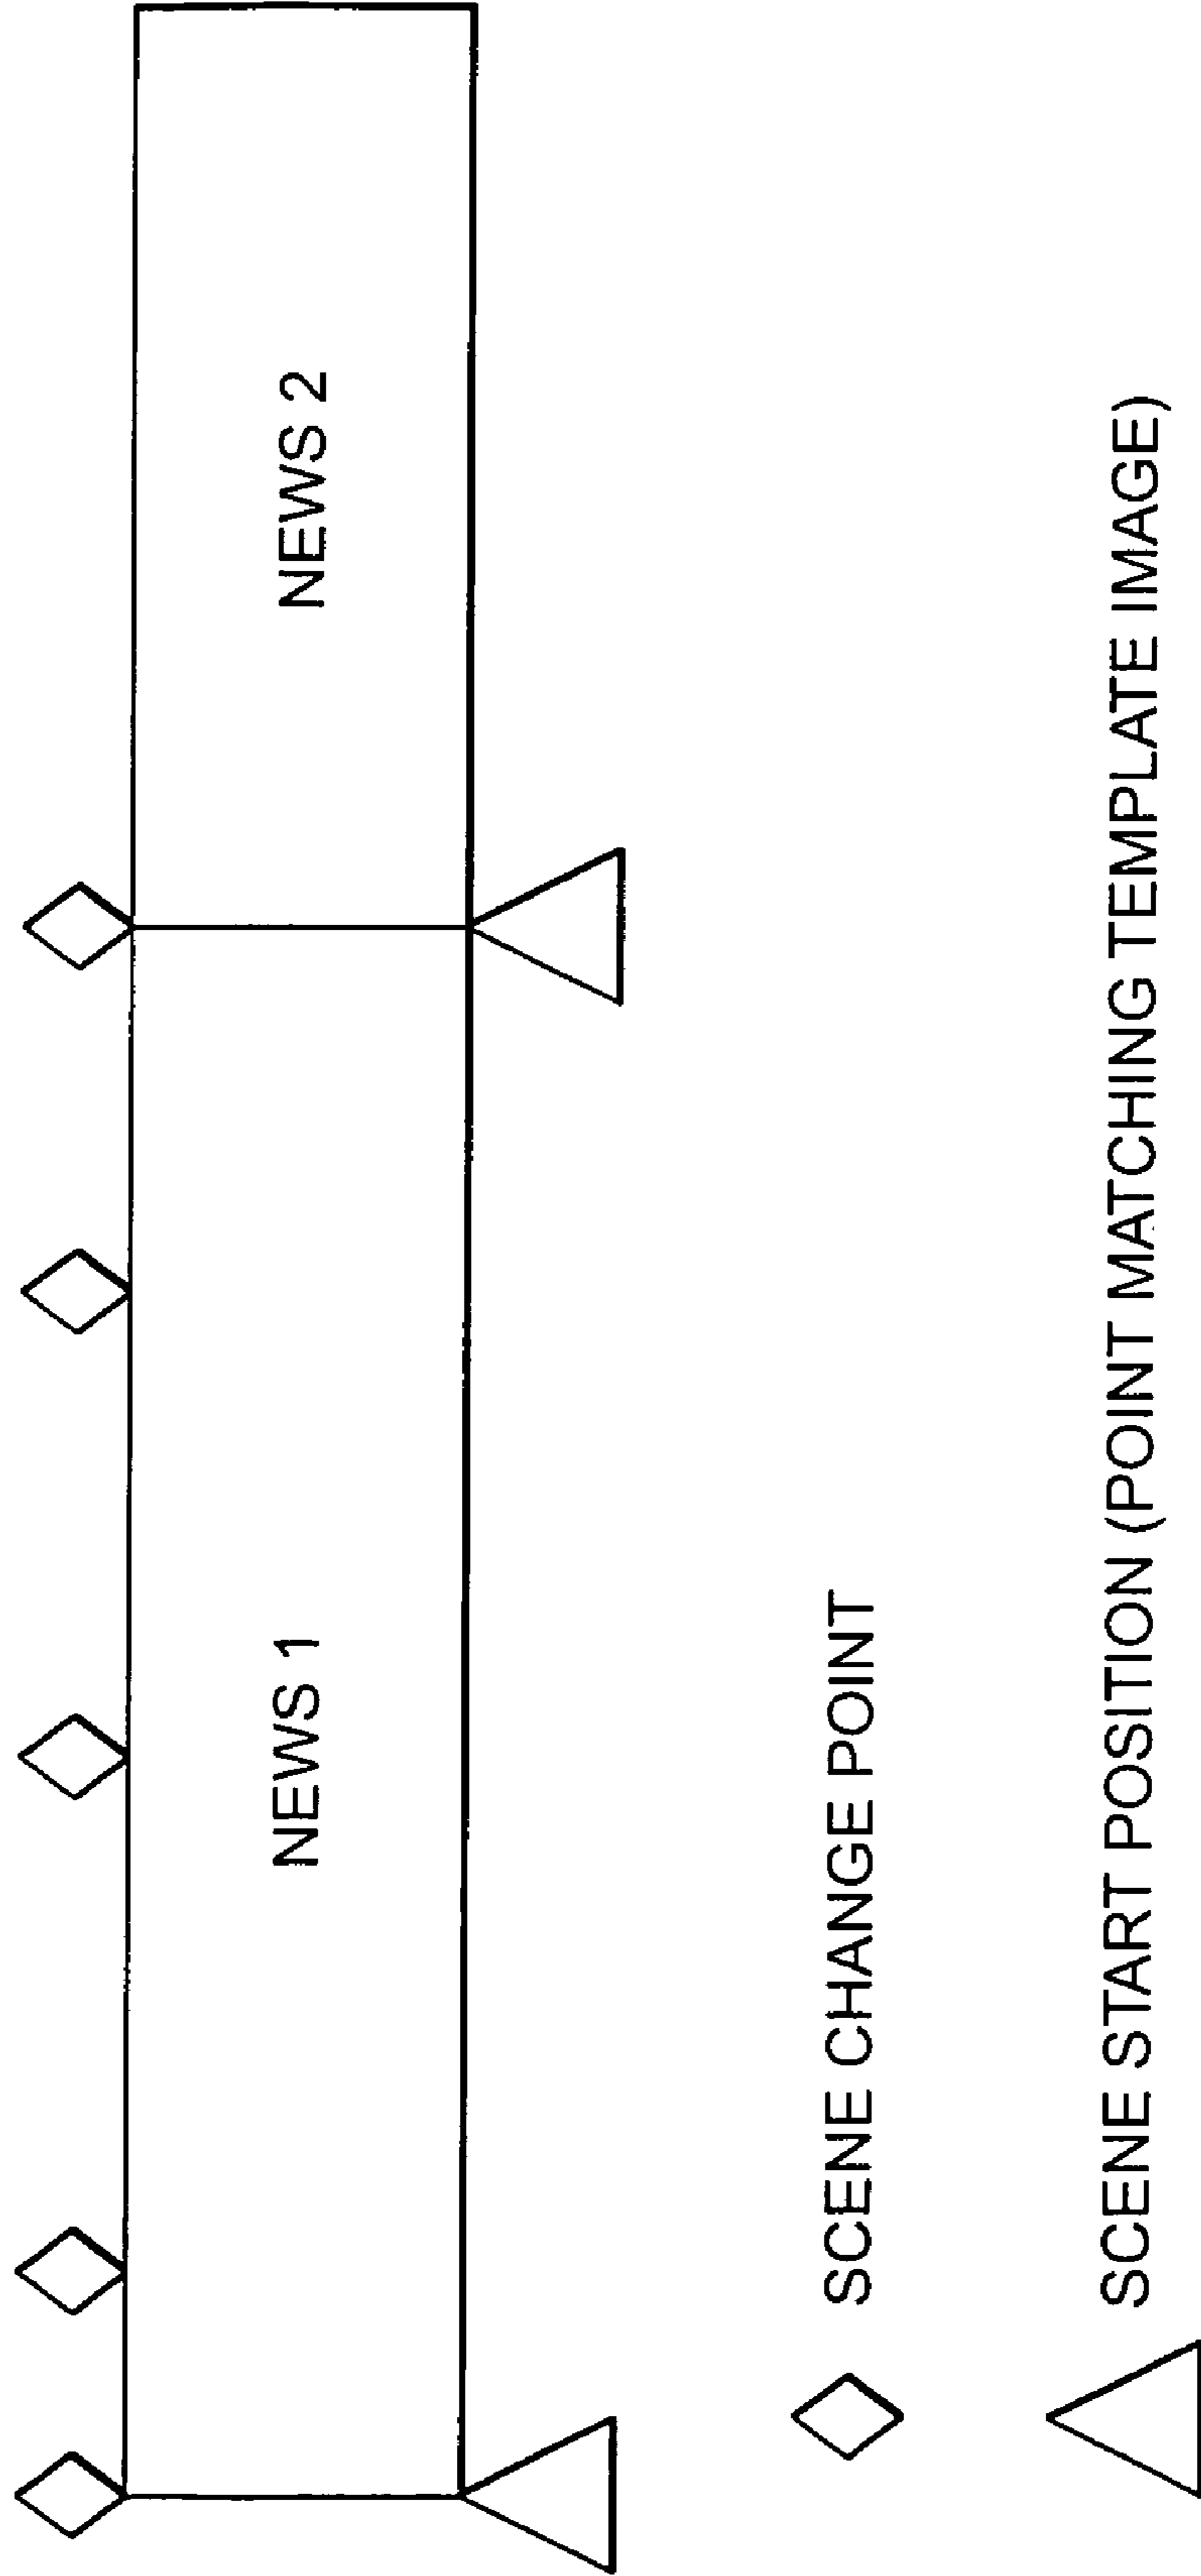 NEWS 1
NEWS 2
SCENE CHANGE POINT
SCENE START POSITION (POINT MATCHING TEMPLATE IMAGE)